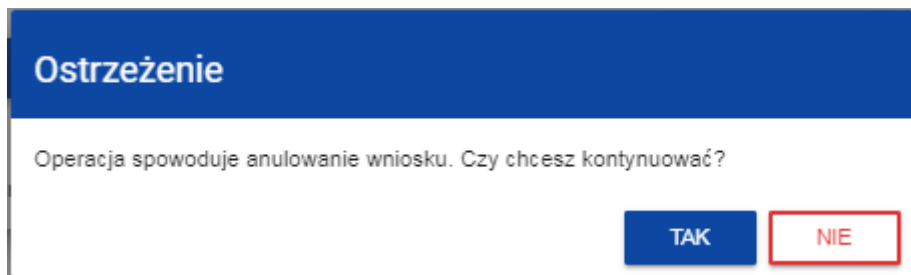 Ostrzeżenie
Operacja spowoduje anulowanie wniosku. Czy chcesz kontynuować?
TAK NIE